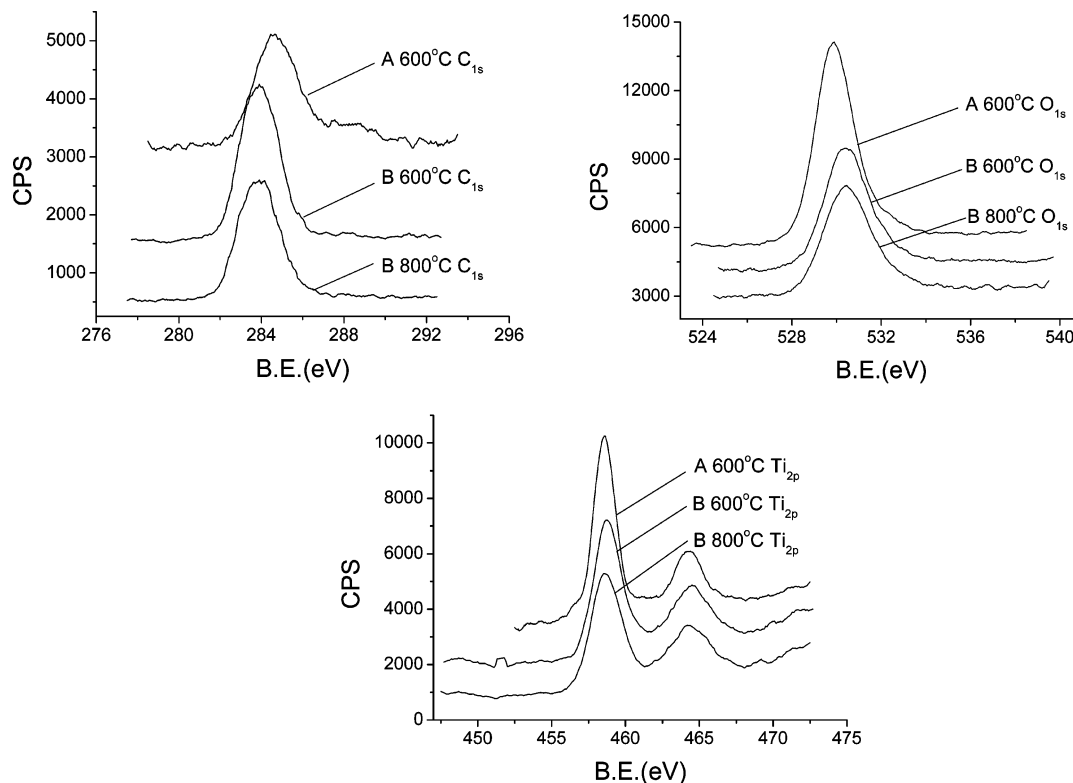 5000
4000
3000
2000
1000
CPS
A 600°C C1s
B 600°C C1s
B 800°C C1s
276 280 284 288 292 296
B.E.(eV)
15000
12000
9000
6000
3000
CPS
A 600°C O1s
B 600°C O1s
B 800°C O1s
524 528 532 536 540
B.E.(eV)
10000
8000
6000
4000
2000
0
CPS
A 600°C Ti2p
B 600°C Ti2p
B 800°C Ti2p
450 455 460 465 470 475
B.E.(eV)